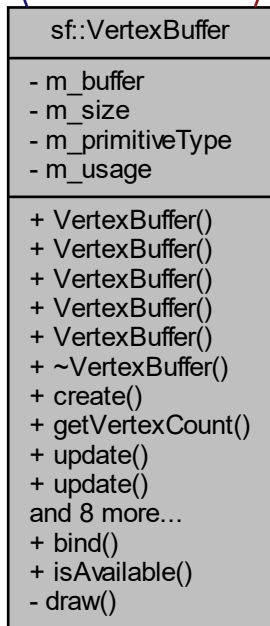 sf::VertexBuffer
- m_buffer
- m_size
- m_primitiveType
- m_usage
+ VertexBuffer()
+ VertexBuffer()
+ VertexBuffer()
+ VertexBuffer()
+ VertexBuffer()
+ ~VertexBuffer()
+ create()
+ getVertexCount()
+ update()
+ update()
and 8 more...
+ bind()
+ isAvailable()
- draw()